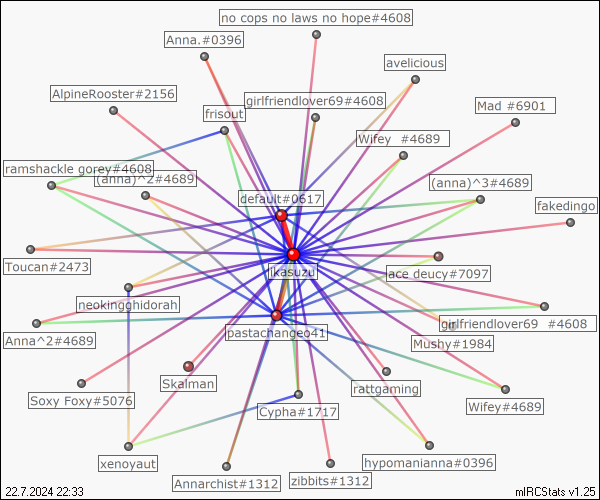 no cops no laws no hope#4608
Anna.#0396
avelicious
AlpineRooster#2156
girlfriendlover69#4608
Mad #6901
frisout
Wifey #4689
ramshackle gorey#4608
(anna)^2#4689
(anna)^3#4689
default#0617
fakedingo
Toucan#2473
ikasuzu
ace deucy#7097
neokingghidorah
girlfriendlover69 #4608
Anna^2#4689
pastachangeo41
Mushy#1984
Skalman
rattgaming
Soxy Foxy#5076
Cypha#1717
Wifey#4689
xenoyaut
hypomanianna#0396
Annarchist#1312
zibbits#1312
22.7.2024 22:33
mIRCStats v1.25